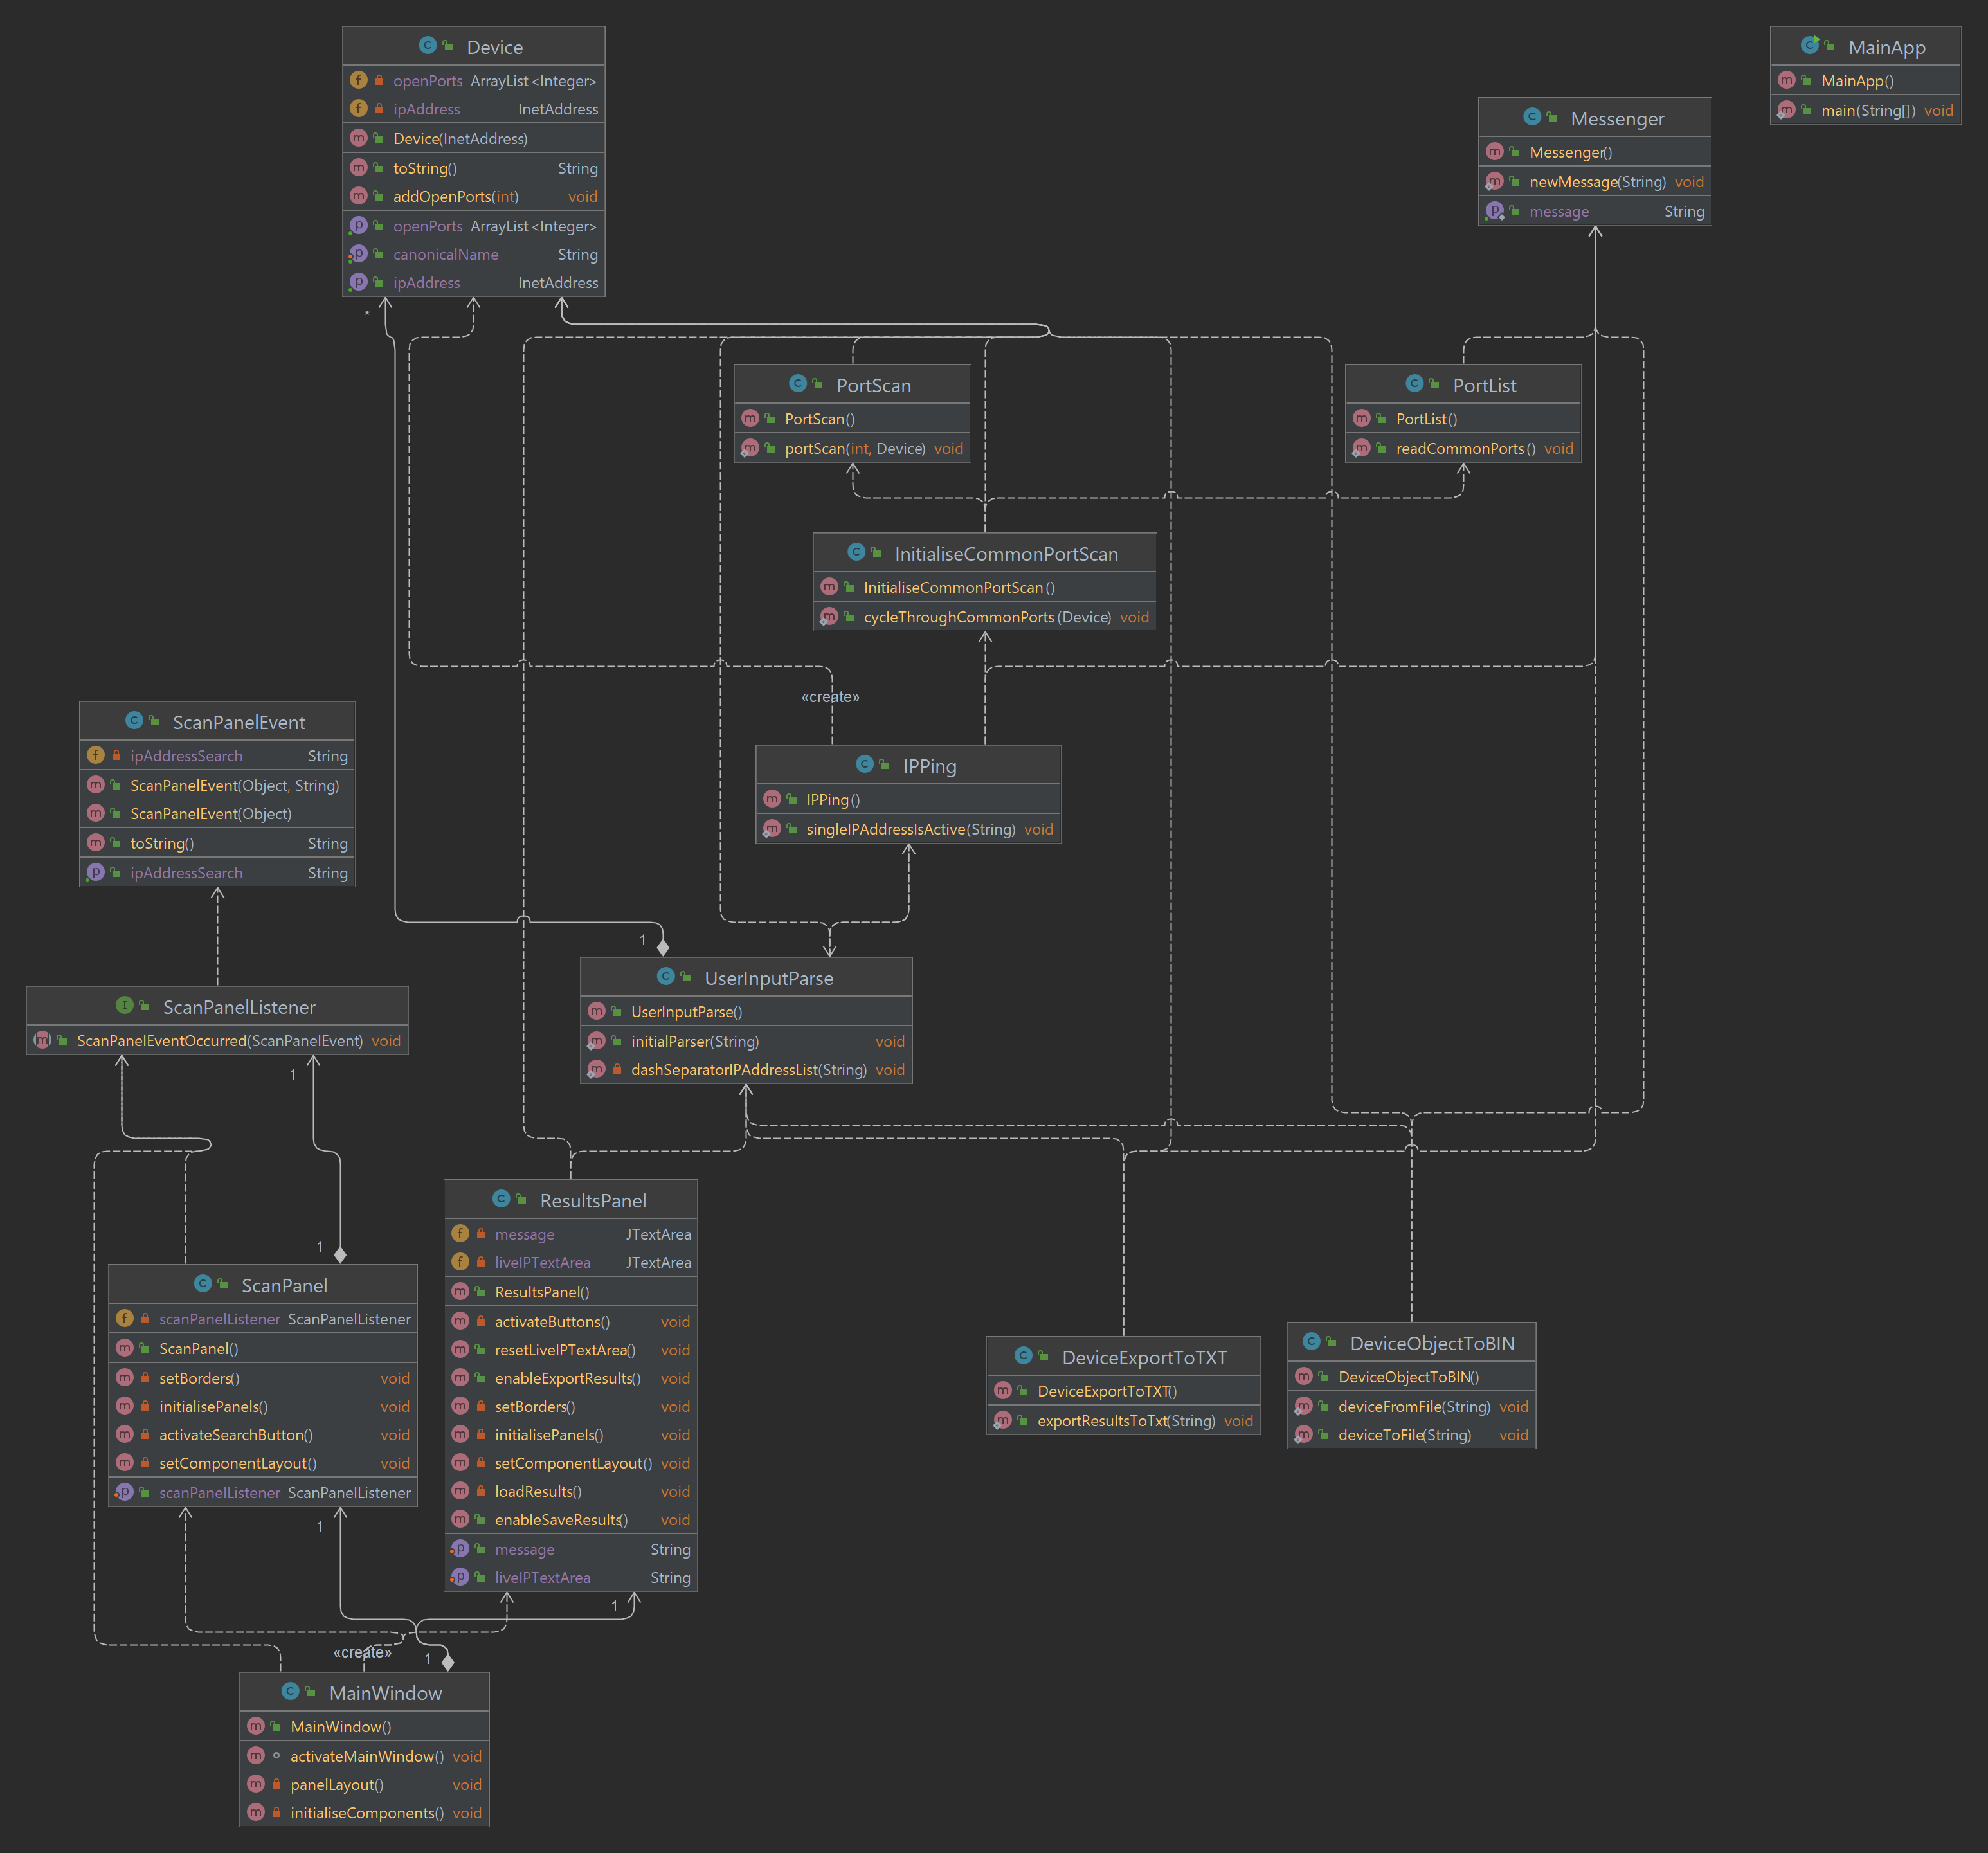 Device
openPorts ArrayList<Integer>
ipAddress InetAddress
Device(InetAddress)
toString() String
addOpenPorts(int) void
openPorts ArrayList<Integer>
canonicalName String
ipAddress InetAddress
MainApp
MainApp()
main(String[]) void
Messenger
Messenger()
newMessage(String) void
message String
*
PortScan
PortScan()
portScan(int, Device) void
PortList
PortList()
readCommonPorts() void
InitialiseCommonPortScan
InitialiseCommonPortScan()
cycleThroughCommonPorts(Device) void
«create»
ScanPanelEvent
ipAddressSearch String
ScanPanelEvent(Object, String)
ScanPanelEvent(Object)
toString() String
ipAddressSearch String
IPPing
IPPing()
singleIPAddressIsActive(String) void
1
UserInputParse
UserInputParse()
initialParser(String) void
dashSeparatorIPAddressList(String) void
ScanPanelListener
ScanPanelEventOccurred(ScanPanelEvent) void
1
1
ResultsPanel
message JTextArea
liveIPTextArea JTextArea
ResultsPanel()
activateButtons() void
resetLiveIPTextArea() void
enableExportResults() void
setBorders() void
initialisePanels() void
setComponentLayout() void
loadResults() void
enableSaveResults() void
message String
liveIPTextArea String
ScanPanel
scanPanelListener ScanPanelListener
ScanPanel()
setBorders() void
initialisePanels() void
activateSearchButton() void
setComponentLayout() void
scanPanelListener ScanPanelListener
DeviceExportToTXT
DeviceExportToTXT()
exportResultsToTxt(String) void
DeviceObjectToBIN
DeviceObjectToBIN()
deviceFromFile(String) void
deviceToFile(String) void
1
1
«create»
1
MainWindow
MainWindow()
activateMainWindow() void
panelLayout() void
initialiseComponents() void